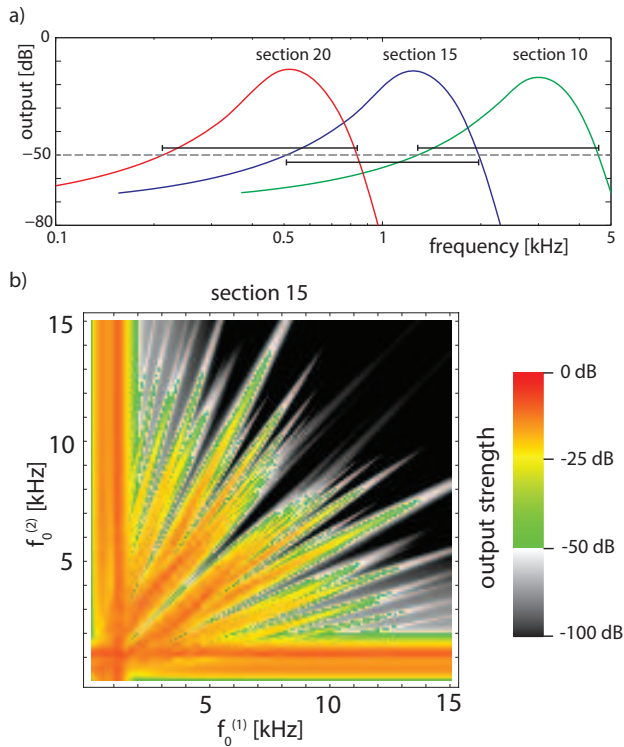 a)
output [dB]
0
−50
−80
section 20 section 15 section 10
0.1 0.5 1 5
frequency [kHz]
b)
section 15
f0(2) [kHz]
15
10
5
5 10 15
f0(1) [kHz]
output strength
0 dB
-25 dB
-50 dB
-100 dB